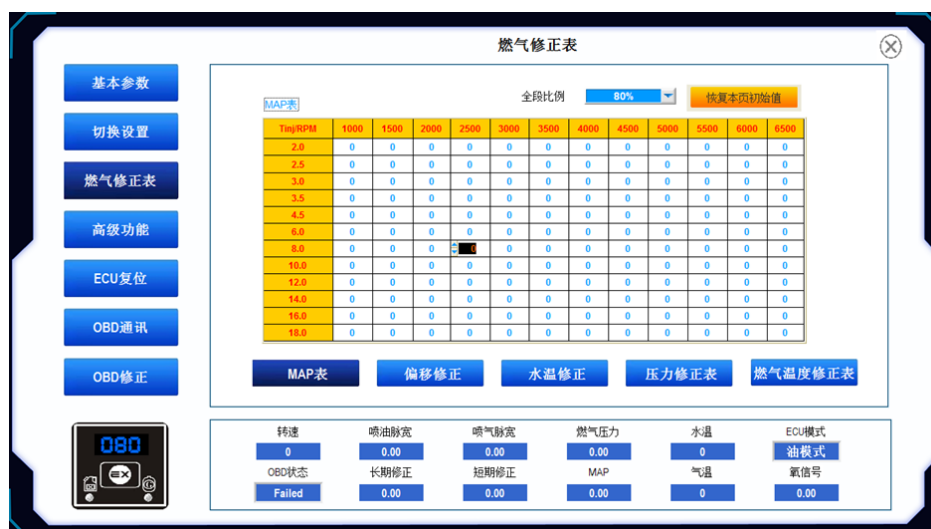 燃气修正表
基本参数
切换设置
燃气修正表
高级功能
ECU复位
OBD通讯
OBD修正
080
EX
G
全段比例 80% 恢复本页初始值
MAP表
Tinj/RPM 1000 1500 2000 2500 3000 3500 4000 4500 5000 5500 6000 6500
2.0 0 0 0 0 0 0 0 0 0 0 0 0
2.5 0 0 0 0 0 0 0 0 0 0 0 0
3.0 0 0 0 0 0 0 0 0 0 0 0 0
3.5 0 0 0 0 0 0 0 0 0 0 0 0
4.5 0 0 0 0 0 0 0 0 0 0 0 0
6.0 0 0 0 0 0 0 0 0 0 0 0 0
8.0 0 0 0 0 0 0 0 0 0 0 0 0
10.0 0 0 0 0 0 0 0 0 0 0 0 0
12.0 0 0 0 0 0 0 0 0 0 0 0 0
14.0 0 0 0 0 0 0 0 0 0 0 0 0
16.0 0 0 0 0 0 0 0 0 0 0 0 0
18.0 0 0 0 0 0 0 0 0 0 0 0 0
MAP表 偏移修正 水温修正 压力修正表 燃气温度修正表
转速 喷油脉宽 喷气脉宽 燃气压力 水温 ECU模式
0 0.00 0.00 0.00 0 油模式
OBD状态 长期修正 短期修正 MAP 气温 氧信号
Failed 0.00 0.00 0.00 0 0.00